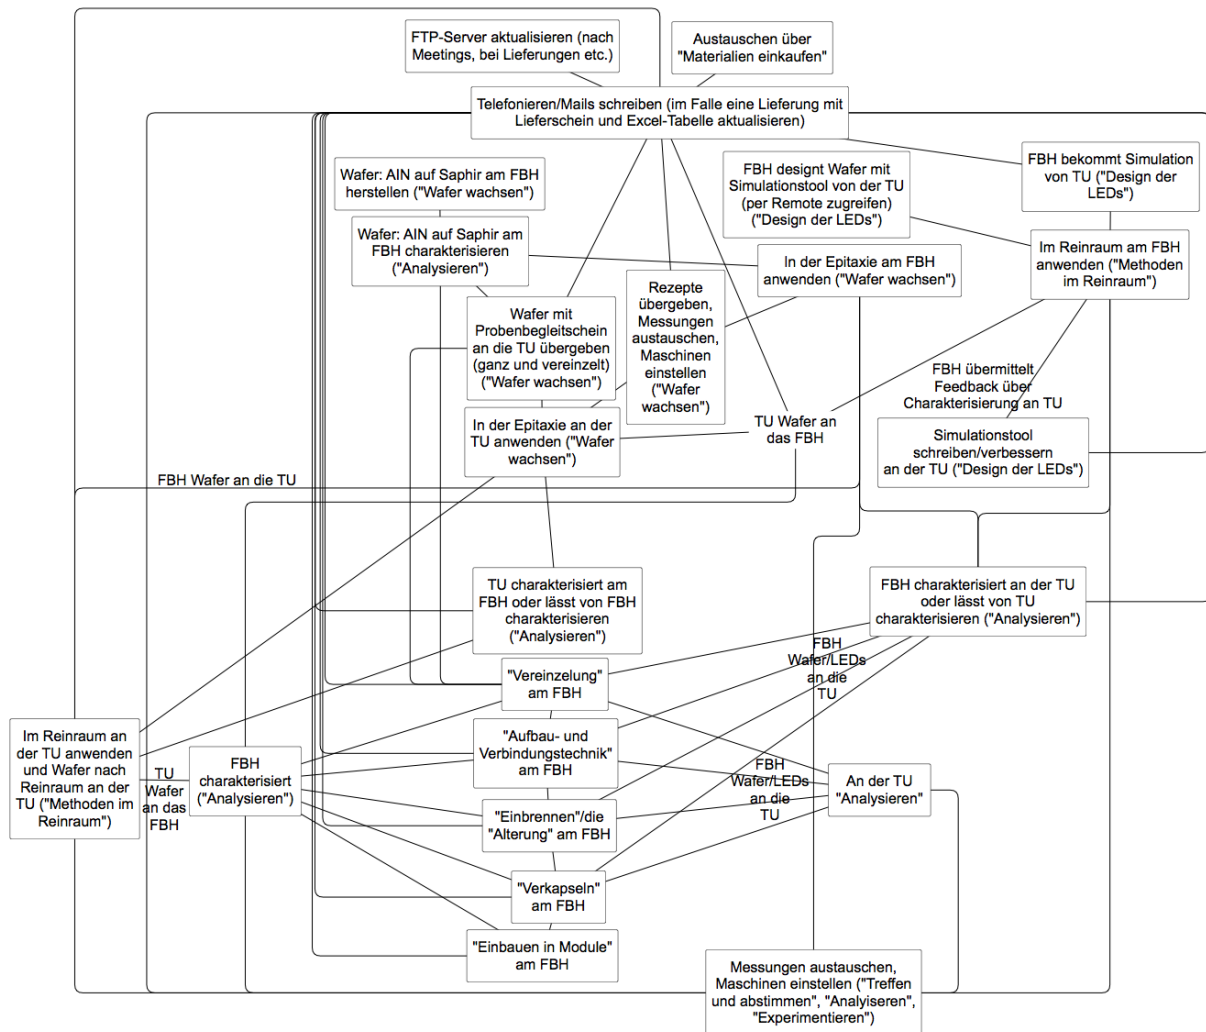 FTP-Server aktualisieren (nach
Meetings, bei Lieferungen etc.)
Austauschen über
"Materialien einkaufen"
Telefonieren/Mails schreiben (im Falle eine Lieferung mit
Lieferschein und Excel-Tabelle aktualisieren)
Wafer: AIN auf Saphir am FBH
herstellen ("Wafer wachsen")
FBH designt Wafer mit
Simulationstool von der TU
(per Remote zugreifen)
("Design der LEDs")
FBH bekommt Simulation
von TU ("Design der
LEDs")
Wafer: AIN auf Saphir am
FBH charakterisieren
("Analysieren")
In der Epitaxie am FBH
anwenden ("Wafer wachsen")
Im Reinraum am FBH
anwenden ("Methoden
im Reinraum")
Wafer mit
Probenbegleitschein
an die TU übergeben
(ganz und vereinzelt)
("Wafer wachsen")
Rezepte
übergeben,
Messungen
austauschen,
Maschinen
einstellen
("Wafer
wachsen")
FBH übermittelt
Feedback über
Charakterisierung an TU
In der Epitaxie an der
TU anwenden ("Wafer
wachsen")
TU Wafer an
das FBH
Simulationstool
schreiben/verbessern
an der TU ("Design der LEDs")
FBH Wafer an die TU
TU charakterisiert am
FBH oder lässt von FBH
charakterisieren
("Analysieren")
FBH charakterisiert an der TU
oder lässt von TU
charakterisieren ("Analysieren")
FBH
Wafer/LEDs
an die
TU
"Vereinzelung"
am FBH
Im Reinraum an
der TU anwenden
und Wafer nach
Reinraum an der
TU ("Methoden im
Reinraum")
TU
Wafer
an das
FBH
FBH
charakterisiert
("Analysieren")
"Aufbau- und
Verbindungstechnik"
am FBH
FBH
Wafer/LEDs
an die
TU
An der TU
"Analysieren"
"Einbrennen"/die
"Alterung" am FBH
"Verkapseln"
am FBH
"Einbauen in Module"
am FBH
Messungen austauschen,
Maschinen einstellen ("Treffen
und abstimmen", "Analyiseren",
"Experimentieren")